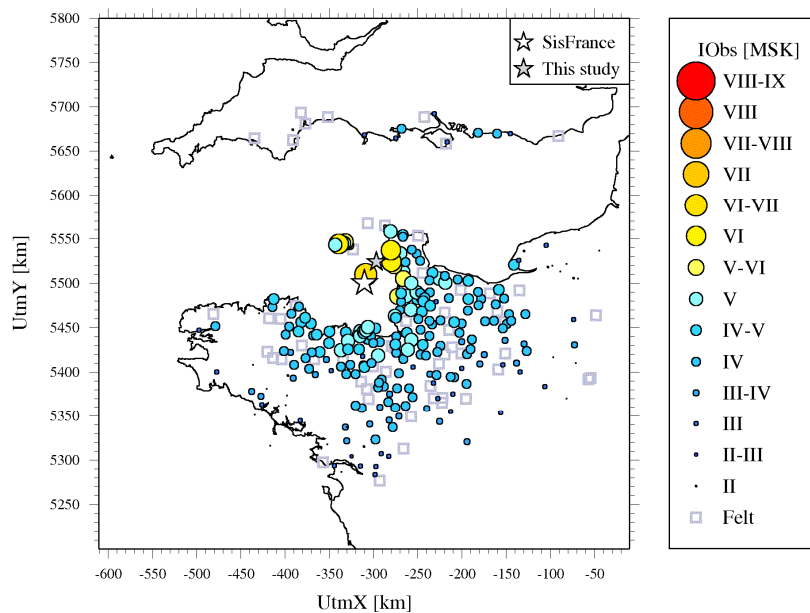 5800
5750
5700
5650
5600
5550
5500
5450
5400
5350
5300
5250
UtmY [km]
-600 -550 -500 -450 -400 -350 -300 -250 -200 -150 -100 -50
UtmX [km]
SisFrance
This study
IObs [MSK]
VIII-IX
VIII
VII-VIII
VII
VI-VII
VI
V-VI
V
IV-V
IV
III-IV
III
II-III
II
Felt